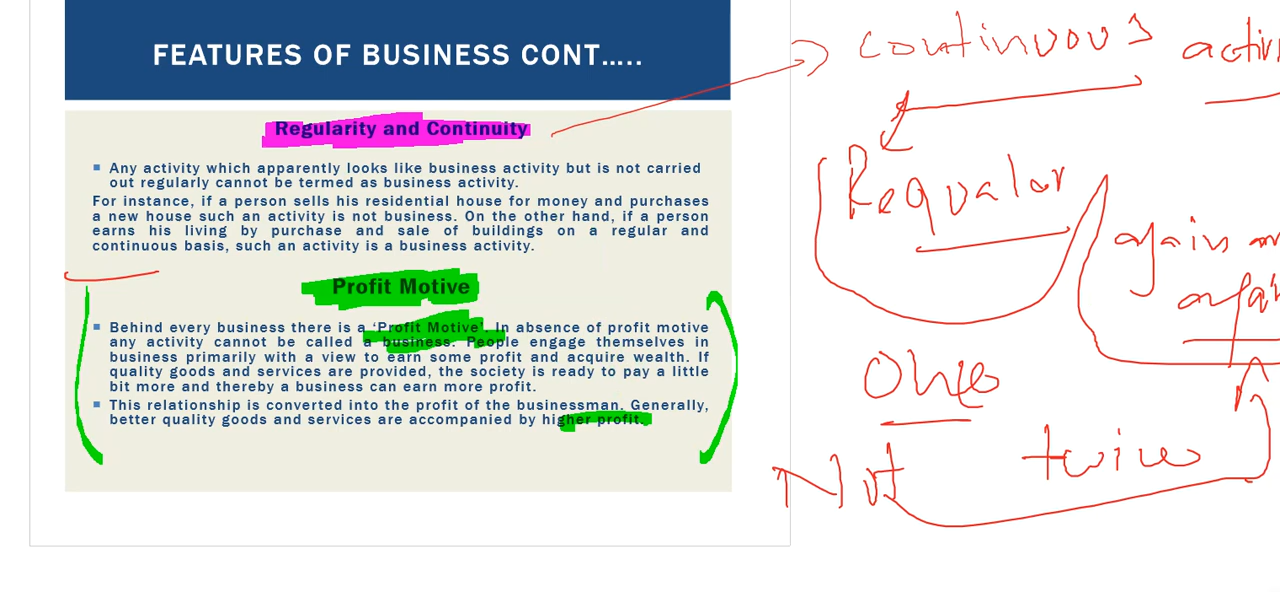 FEATURES OF BUSINESS CONT.....
Regularity and Continuity
Any activity which apparently looks like business activity but is not carried
out regularly cannot be termed as business activity.
For instance, if a person sells his residential house for money and purchases
a new house such an activity is not business. On the other hand, if a person
earns his living by purchase and sale of buildings on a regular and
continuous basis, such an activity is a business activity.
Profit Motive
Behind every business there is a ‘Profit Motive’. In absence of profit motive
any activity cannot be called a business. People engage themselves in
business primarily with a view to earn some profit and acquire wealth. If
quality goods and services are provided, the society is ready to pay a little
bit more and thereby a business can earn more profit.
This relationship is converted into the profit of the businessman. Generally,
better quality goods and services are accompanied by higher profit.
continuous
Regular
again
once
Not twice